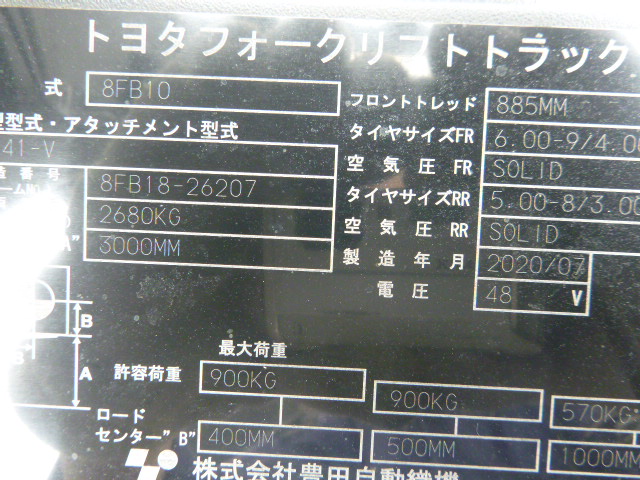 トヨタフォークリフトトラック
式 8FB10
フロントトレッド 885MM
型型式・アタッチメント型式
タイヤサイズFR 6.00-9/4.00
41-V
空気圧FR SOLID
造番号 8FB18-26207
タイヤサイズRR 5.00-8/3.00
2680KG
空気圧RR SOLID
A" 3000MM
製造年月 2020/07
電圧 48 V
B
A
最大荷重
許容荷重 900KG 900KG 570KG
ロード
センター"B" 400MM 500MM 1000MM
株式会社豊田自動織機